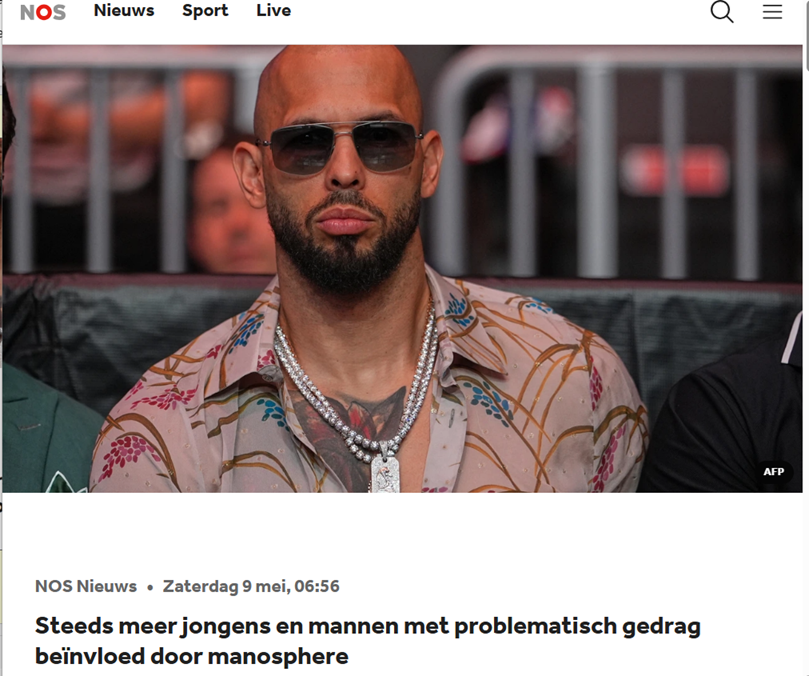 NOS Nieuws Sport Live
AFP
NOS Nieuws • Zaterdag 9 mei, 06:56
Steeds meer jongens en mannen met problematisch gedrag
beïnvloed door manosphere